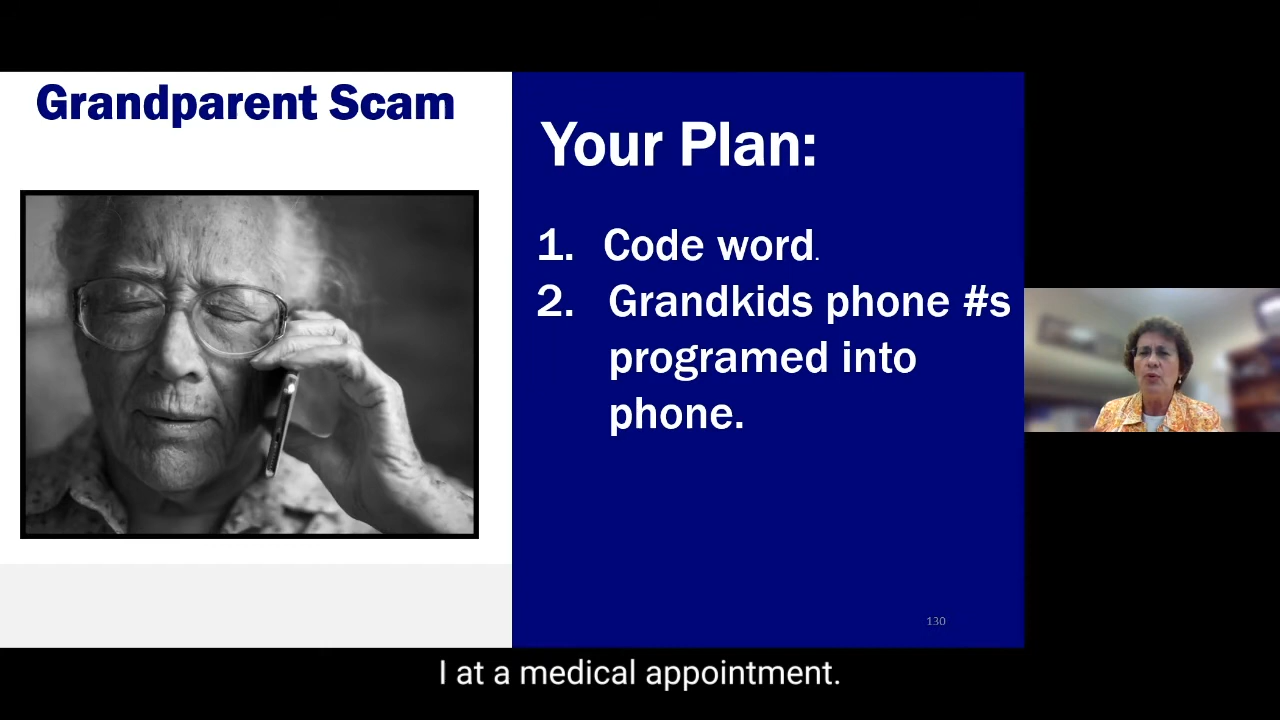 Grandparent Scam
Your Plan:
1. Code word.
2. Grandkids phone #s
programed into
phone.
130
I at a medical appointment.